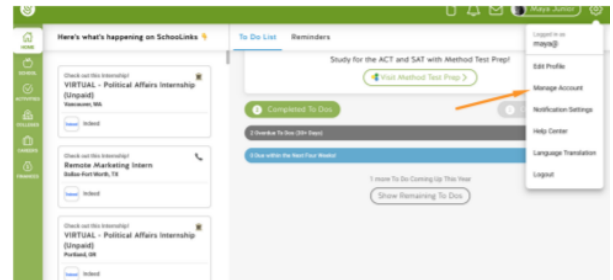 Maya Junior
HOME
Here's what's happening on SchooLinks
To Do List
Reminders
Logged in as
maya@
Edit Profile
Manage Account
Notification Settings
Help Center
Language Translation
Logout
SCHOOL
ACTIVITIES
COLLEGES
CAREERS
FINANCES
Check out this internship!
VIRTUAL - Political Affairs Internship
(Unpaid)
Vancouver, WA
Indeed
Check out this internship!
Remote Marketing Intern
Dallas-Fort Worth, TX
Indeed
Check out this internship!
VIRTUAL - Political Affairs Internship
(Unpaid)
Portland, OR
Indeed
Study for the ACT and SAT with Method Test Prep!
Visit Method Test Prep >
Completed To Dos
2 Overdue To Dos (30+ Days)
0 Due within the Next Four Weeks!
1 more To Do Coming Up This Year
Show Remaining To Dos